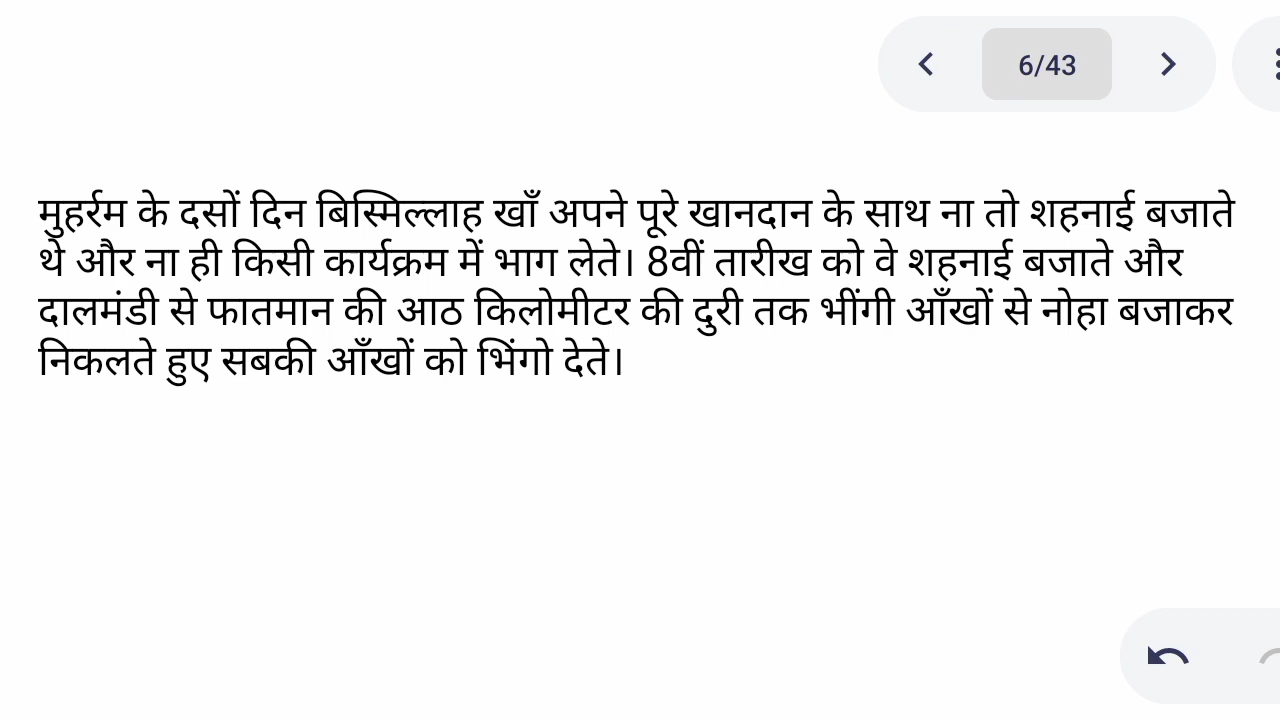 6/43
मुहर्रम के दसों दिन बिस्मिल्लाह खाँ अपने पूरे खानदान के साथ ना तो शहनाई बजाते
थे और ना ही किसी कार्यक्रम में भाग लेते। 8वीं तारीख को वे शहनाई बजाते और
दालमंडी से फातमान की आठ किलोमीटर की दुरी तक भींगी आँखों से नोहा बजाकर
निकलते हुए सबकी आँखों को भिंगो देते।